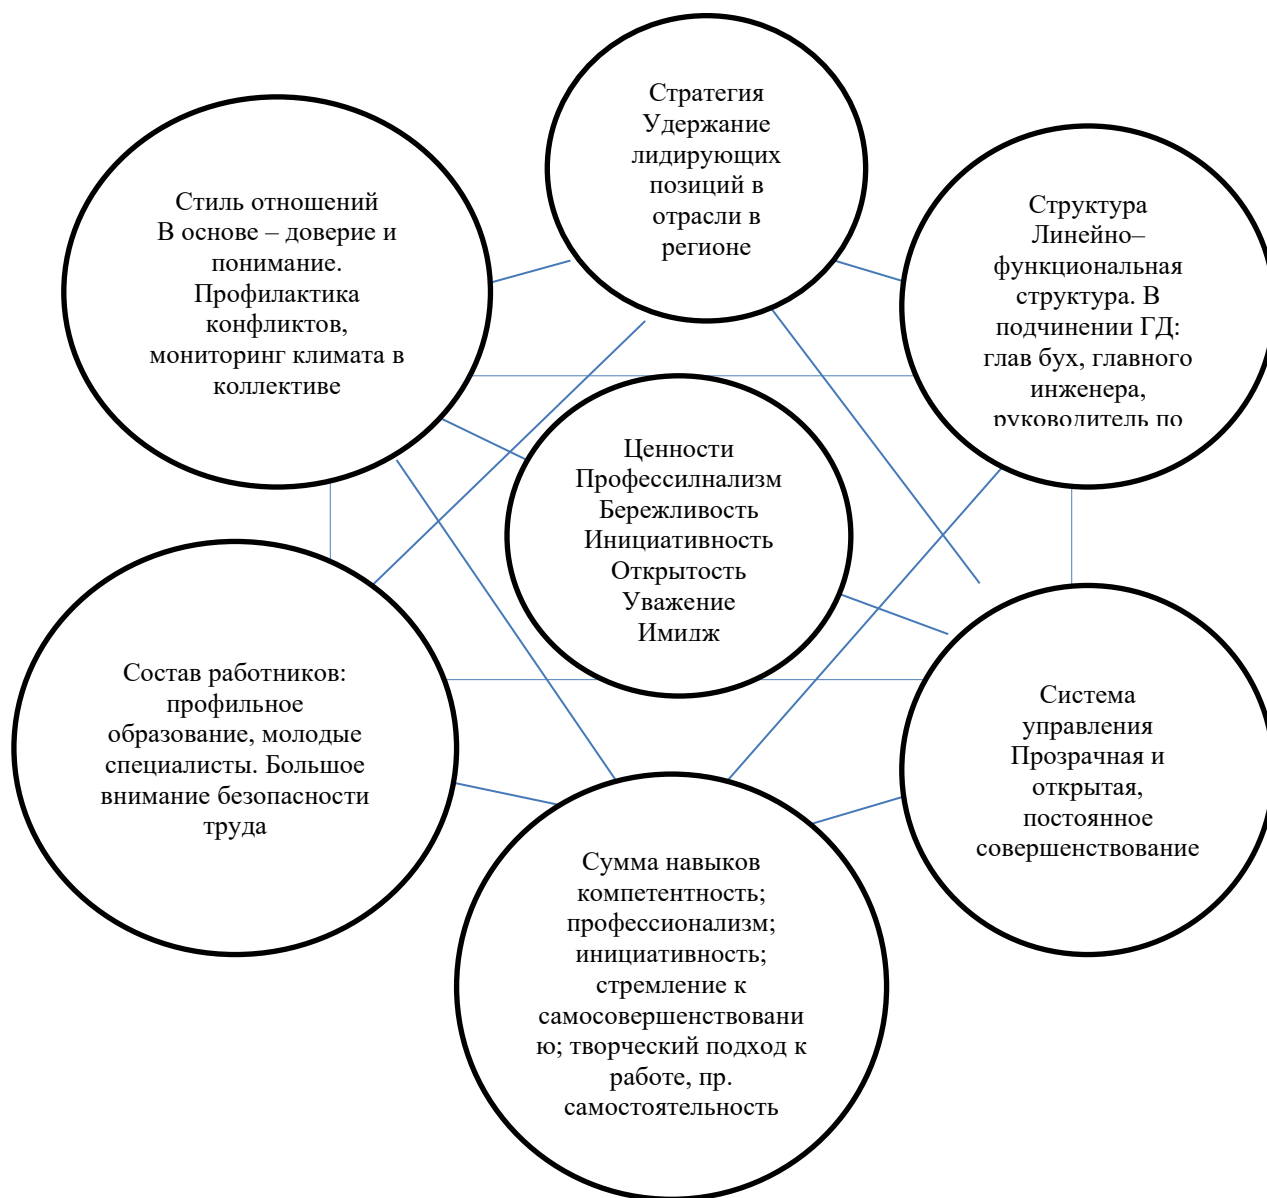 Стратегия
Удержание
лидирующих
позиций в
отрасли в
регионе
Стиль отношений
В основе – доверие и
понимание.
Профилактика
конфликтов,
мониторинг климата в
коллективе
Структура
Линейно–
функциональная
структура. В
подчинении ГД:
глав бух, главного
инженера,
руководитель по
Ценности
Профессилнализм
Бережливость
Инициативность
Открытость
Уважение
Имидж
Состав работников:
профильное
образование, молодые
специалисты. Большое
внимание безопасности
труда
Система
управления
Прозрачная и
открытая,
постоянное
совершенствование
Сумма навыков
компетентность;
профессионализм;
инициативность;
стремление к
самосовершенствовани
ю; творческий подход к
работе, пр.
самостоятельность